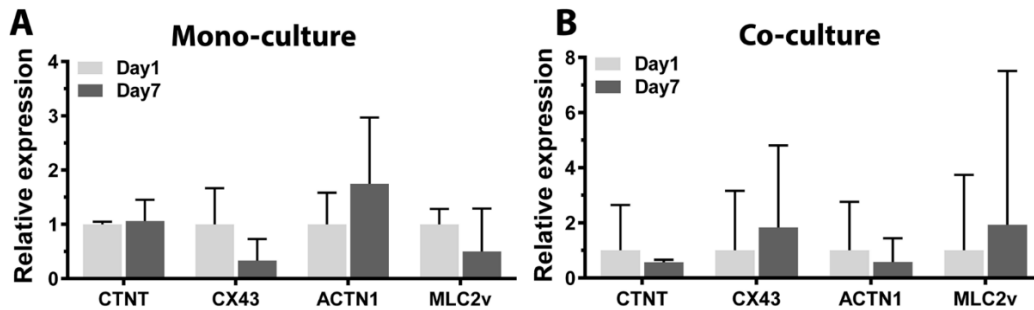 A
Mono-culture
Relative expression
4
3
2
1
0
Day1
Day7
CTNT CX43 ACTN1 MLC2v
B
Co-culture
Relative expression
8
6
4
2
0
Day1
Day7
CTNT CX43 ACTN1 MLC2v